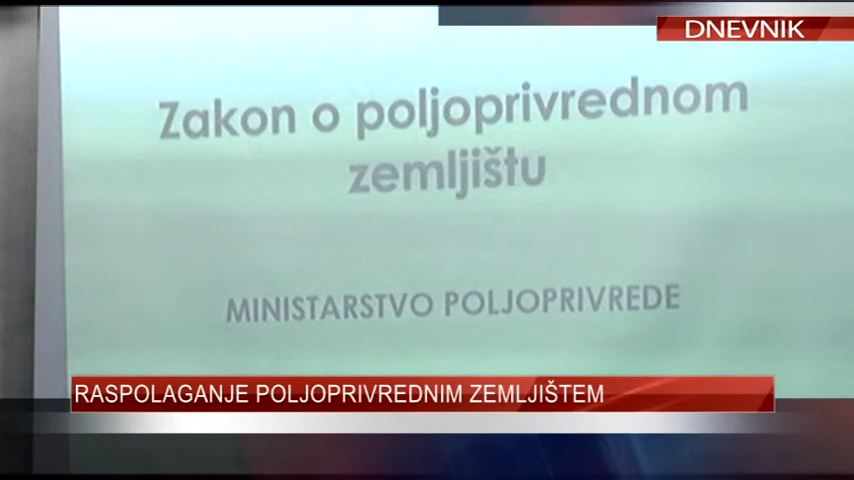 DNEVNIK
Zakon o poljoprivrednom
zemljištu
MINISTARSTVO POLJOPRIVREDE
RASPOLAGANJE POLJOPRIVREDNIM ZEMLJIŠTEM